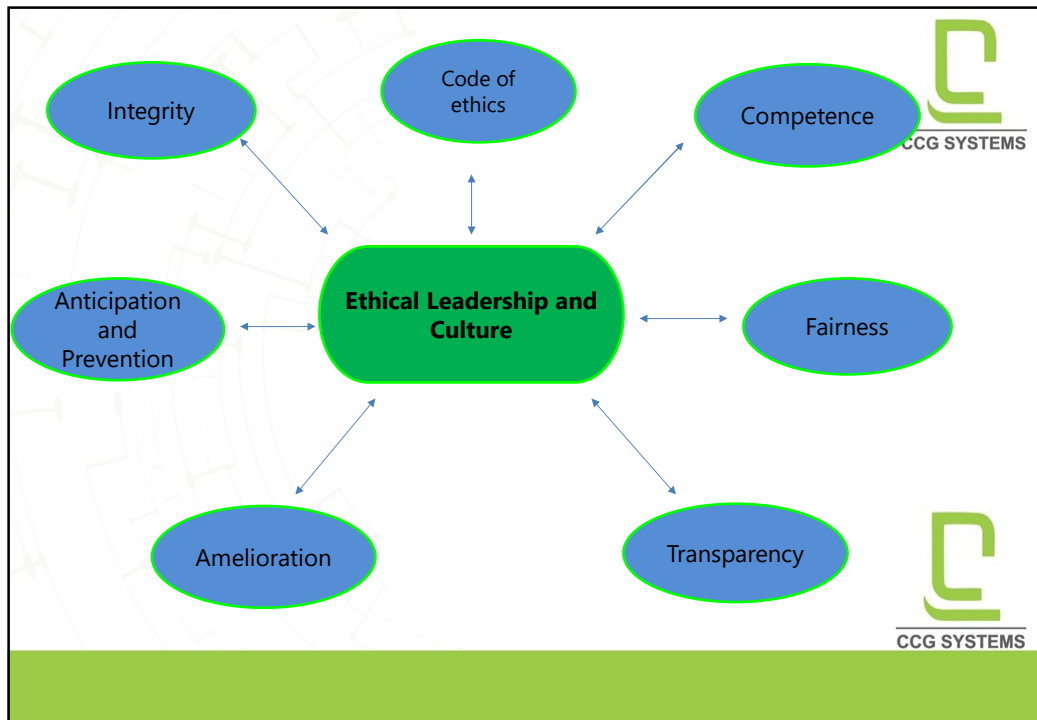 Integrity
Code of
ethics
Competence
CCG SYSTEMS
Ethical Leadership and
Culture
Anticipation
and
Prevention
Fairness
Amelioration
Transparency
CCG SYSTEMS